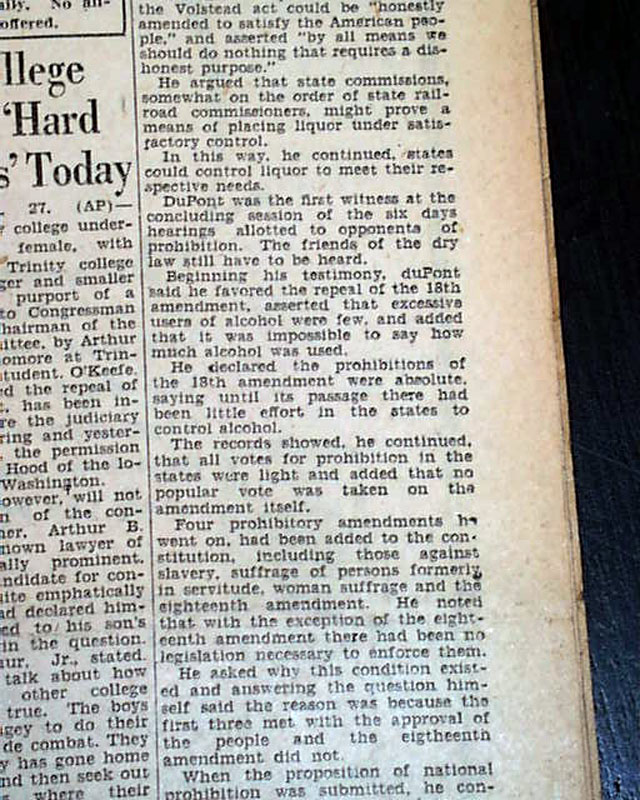 aily. No all-
offered.
llege
'Hard
s' Today
27. (AP)—
college under-
female, with
Trinity college
ger and smaller
purport of a
to Congressman
hairman of the
ittee, by Arthur
omore at Trin-
tudent. O'Keefe,
d the repeal of
has been in-
re the judiciary
ring and yester-
the permission
Hood of the lo-
Washington.
owever, will not
n of the con-
ner, Arthur B.
nown lawyer of
ally prominent.
ndidate for con-
ite emphatically
ad declared him-
ed to his son's
in the question.
ur, Jr., stated.
talk about how
other college
true. The boys
ugey to do their
de combat. They
y has gone home
nd then seek out
where their
the Volstead act could be "honestly
amended to satisfy the American peo-
ple," and asserted "by all means we
should do nothing that requires a dis-
honest purpose."
He argued that state commissions,
somewhat on the order of state rail-
road commissioners, might prove a
means of placing liquor under satis-
factory control.
In this way, he continued, states
could control liquor to meet their re-
spective needs.
DuPont was the first witness at the
concluding session of the six days
hearings allotted to opponents of
prohibition. The friends of the dry
law still have to be heard.
Beginning his testimony, duPont
said he favored the repeal of the 18th
amendment, asserted that excessive
users of alcohol were few, and added
that it was impossible to say how
much alcohol was used.
He declared the prohibitions of
the 18th amendment were absolute,
saying until its passage there had
been little effort in the states to
control alcohol.
The records showed, he continued,
that all votes for prohibition in the
states were light and added that no
popular vote was taken on the
amendment itself.
Four prohibitory amendments he
went on, had been added to the con-
stitution, including those against
slavery, suffrage of persons formerly
in servitude, woman suffrage and the
eighteenth amendment. He noted
that with the exception of the eight-
eenth amendment there had been no
legislation necessary to enforce them.
He asked why this condition exist-
ed and answering the question him-
self said the reason was because the
first three met with the approval of
the people and the eigtheenth
amendment did not.
When the proposition of national
prohibition was submitted, he con-